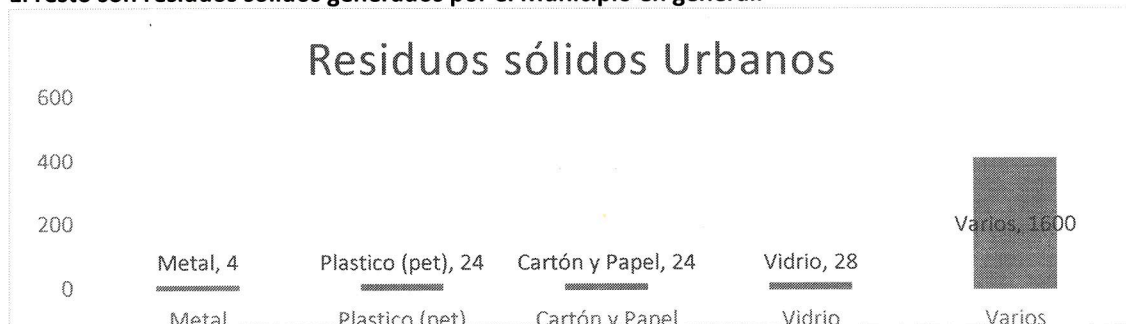 El resto son residuos sólidos generados por el municipio en general.
Residuos sólidos Urbanos
600
400
200
0
Metal, 4
Plastico (pet), 24
Cartón y Papel, 24
Vidrio, 28
Varios, 1600
Metal
Plastico (pet)
Cartón y Papel
Vidrio
Varios